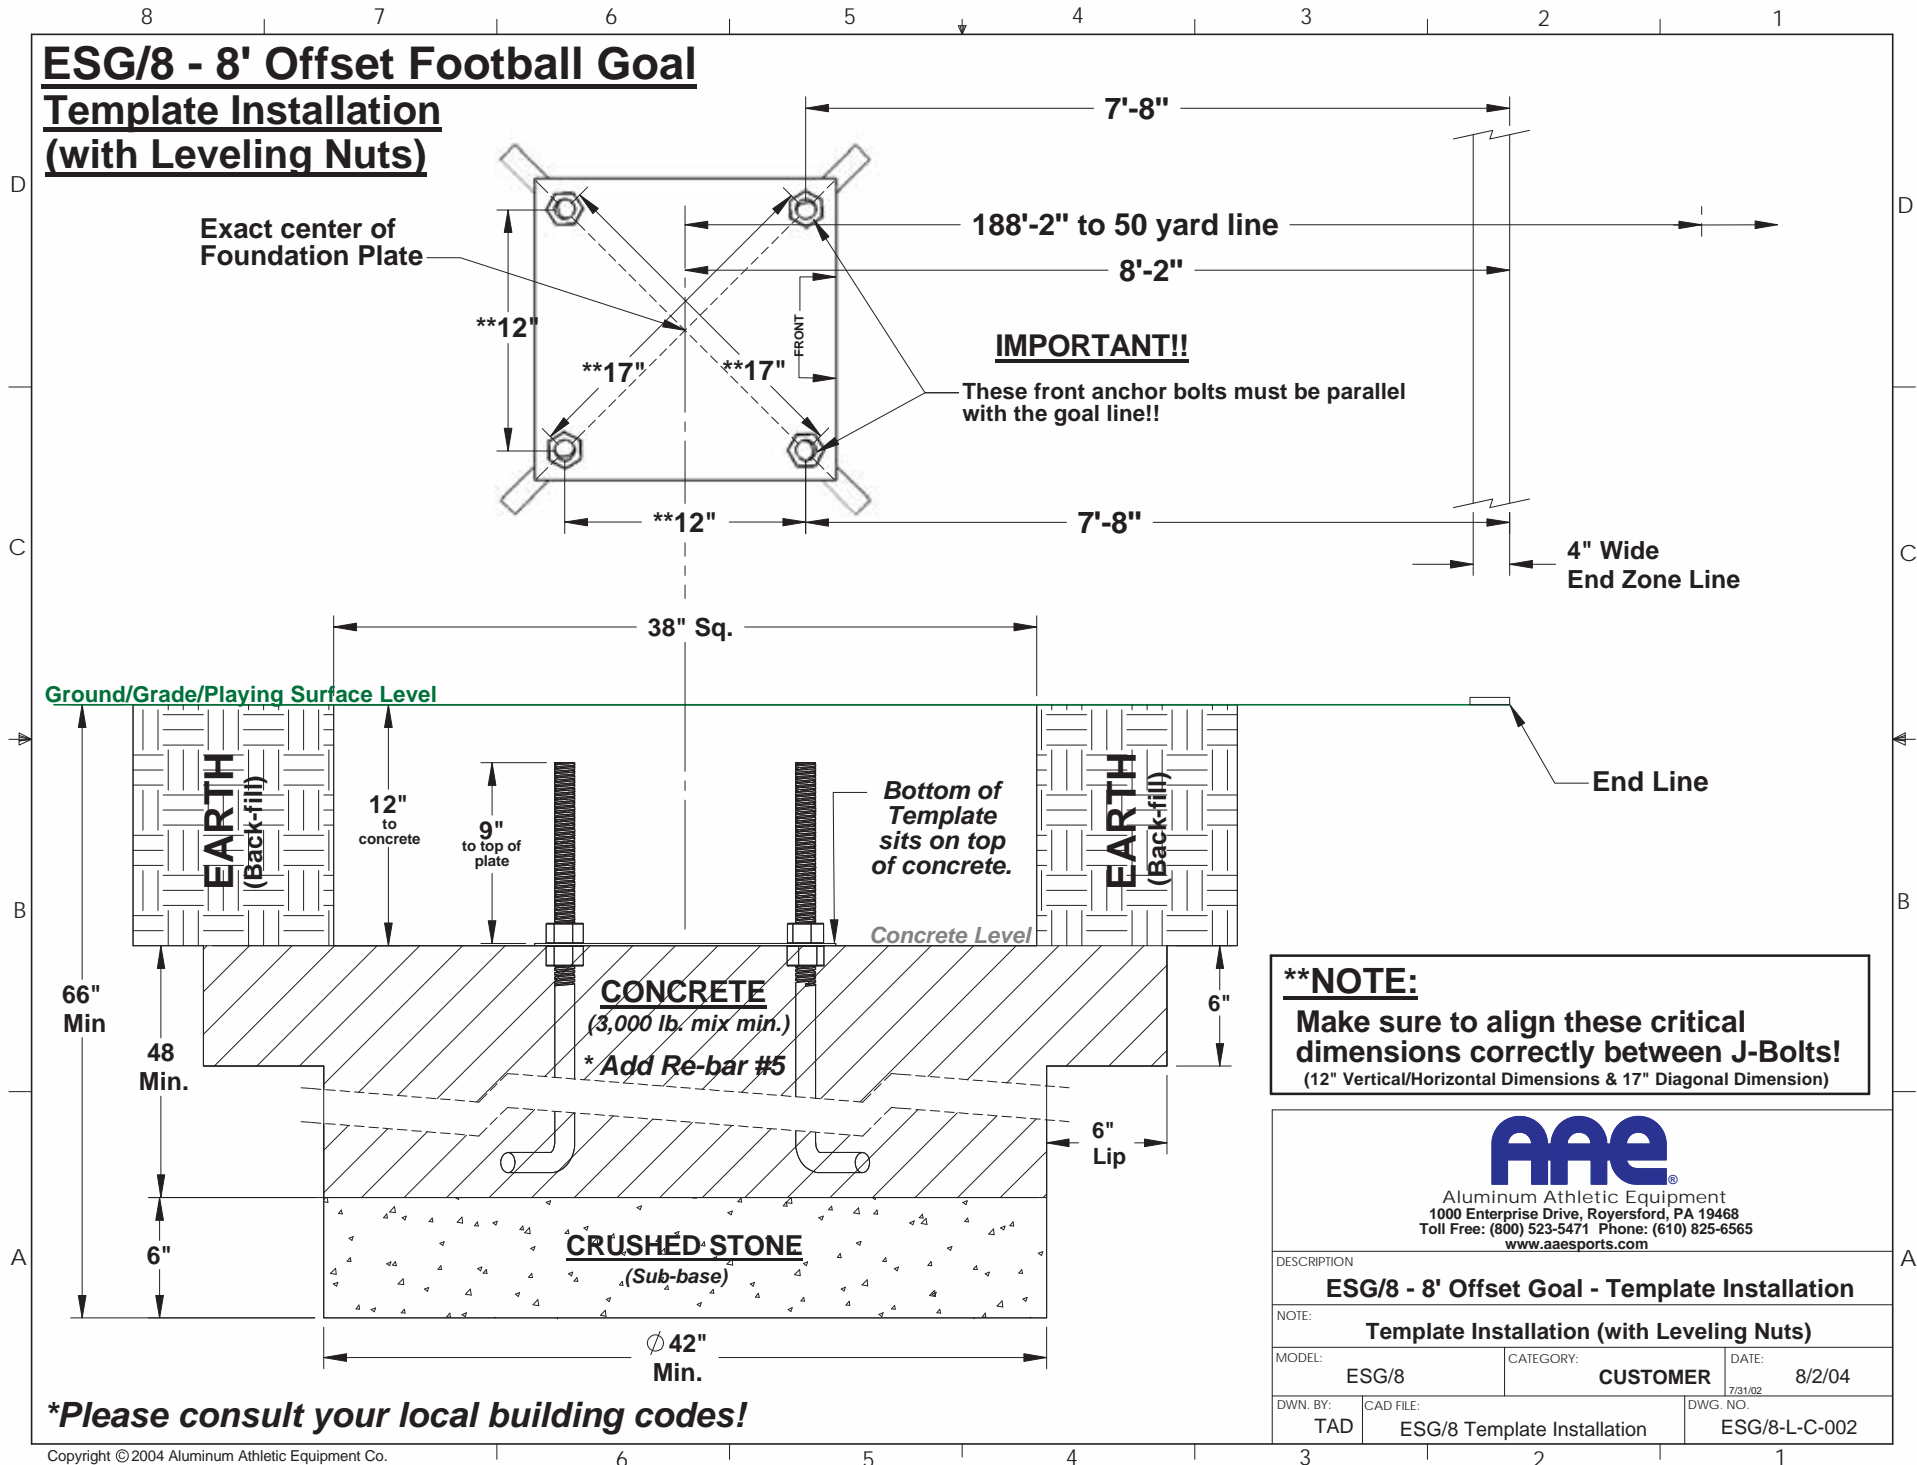 8 7 6 5 4 3 2 1
ESG/8 - 8' Offset Football Goal
Template Installation
(with Leveling Nuts)
7'-8"
D
D
Exact center of
Foundation Plate
188'-2" to 50 yard line
8'-2"
**12"
FRONT
IMPORTANT!!
**17"
**17"
These front anchor bolts must be parallel
with the goal line!!
**12"
7'-8"
C
C
4" Wide
End Zone Line
38" Sq.
Ground/Grade/Playing Surface Level
EARTH
(Back-fill)
12"
to
concrete
9"
to top of
plate
Bottom of
Template
sits on top
of concrete.
EARTH
(Back-fill)
End Line
B
B
Concrete Level
66"
Min
48
Min.
CONCRETE
(3,000 lb. mix min.)
* Add Re-bar #5
6"
**NOTE:
Make sure to align these critical
dimensions correctly between J-Bolts!
(12" Vertical/Horizontal Dimensions & 17" Diagonal Dimension)
6"
Lip
AAE®
Aluminum Athletic Equipment
1000 Enterprise Drive, Royersford, PA 19468
Toll Free: (800) 523-5471 Phone: (610) 825-6565
www.aaesports.com
A
A
6"
CRUSHED STONE
(Sub-base)
DESCRIPTION
ESG/8 - 8' Offset Goal - Template Installation
NOTE:
Template Installation (with Leveling Nuts)
Ø 42"
Min.
MODEL:
ESG/8
CATEGORY:
CUSTOMER
DATE:
7/31/02
8/2/04
DWN. BY:
TAD
CAD FILE:
ESG/8 Template Installation
DWG. NO.
ESG/8-L-C-002
*Please consult your local building codes!
Copyright © 2004 Aluminum Athletic Equipment Co.
6 5 4 3 2 1